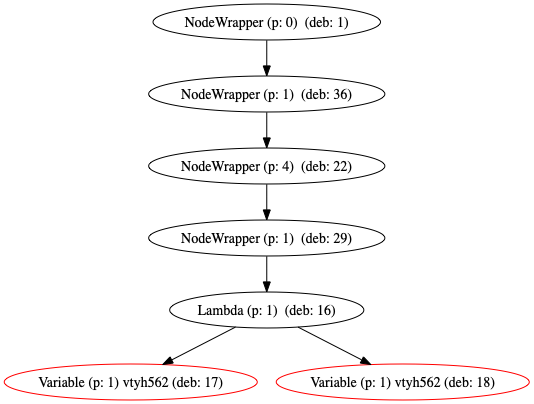 NodeWrapper (p: 0)  (deb: 1)
NodeWrapper (p: 1)  (deb: 36)
NodeWrapper (p: 4)  (deb: 22)
NodeWrapper (p: 1)  (deb: 29)
Lambda (p: 1)  (deb: 16)
Variable (p: 1) vtyh562 (deb: 17)
Variable (p: 1) vtyh562 (deb: 18)